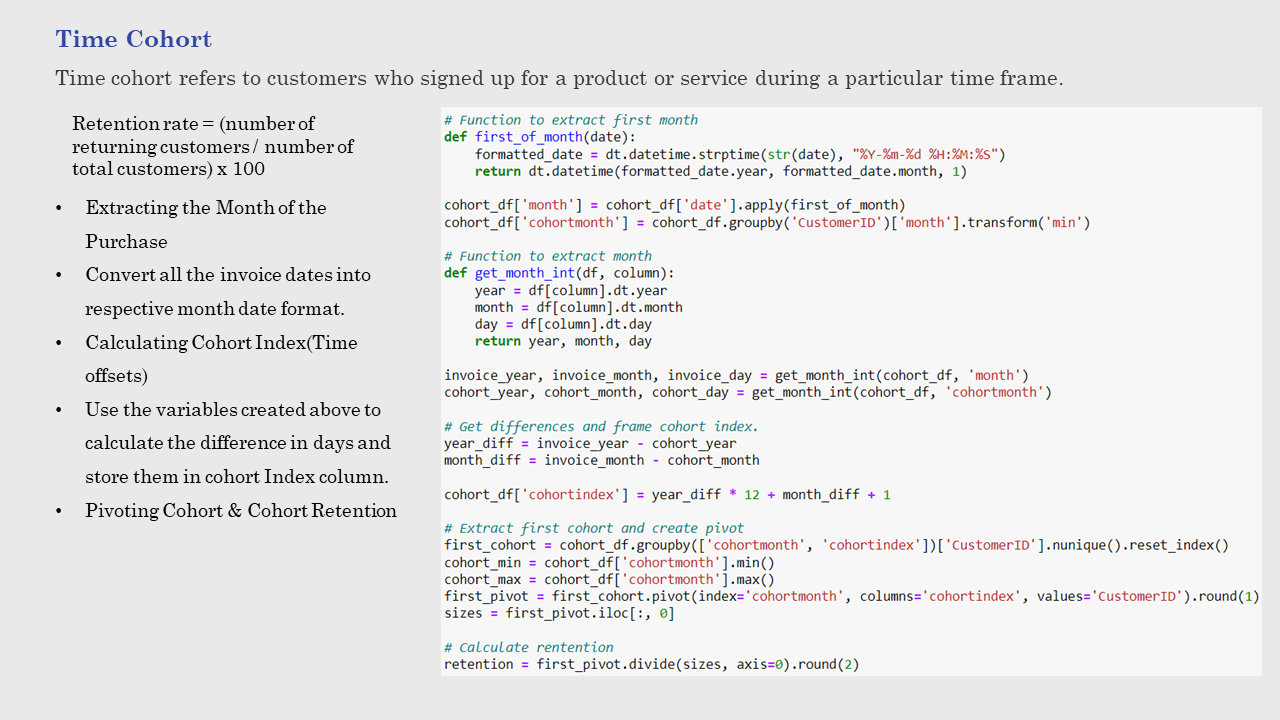 Time Cohort
Time cohort refers to customers who signed up for a product or service during a particular time frame.
Retention rate = (number of
returning customers / number of
total customers) x 100
• Extracting the Month of the
Purchase
• Convert all the invoice dates into
respective month date format.
• Calculating Cohort Index(Time
offsets)
• Use the variables created above to
calculate the difference in days and
store them in cohort Index column.
• Pivoting Cohort & Cohort Retention
# Function to extract first month
def first_of_month(date):
    formatted_date = dt.datetime.strptime(str(date), "%Y-%m-%d %H:%M:%S")
    return dt.datetime(formatted_date.year, formatted_date.month, 1)
cohort_df['month'] = cohort_df['date'].apply(first_of_month)
cohort_df['cohortmonth'] = cohort_df.groupby('CustomerID')['month'].transform('min')
# Function to extract month
def get_month_int(df, column):
    year = df[column].dt.year
    month = df[column].dt.month
    day = df[column].dt.day
    return year, month, day
invoice_year, invoice_month, invoice_day = get_month_int(cohort_df, 'month')
cohort_year, cohort_month, cohort_day = get_month_int(cohort_df, 'cohortmonth')
# Get differences and frame cohort index.
year_diff = invoice_year - cohort_year
month_diff = invoice_month - cohort_month
cohort_df['cohortindex'] = year_diff * 12 + month_diff + 1
# Extract first cohort and create pivot
first_cohort = cohort_df.groupby(['cohortmonth', 'cohortindex'])['CustomerID'].nunique().reset_index()
cohort_min = cohort_df['cohortmonth'].min()
cohort_max = cohort_df['cohortmonth'].max()
first_pivot = first_cohort.pivot(index='cohortmonth', columns='cohortindex', values='CustomerID').round(1)
sizes = first_pivot.iloc[:, 0]
# Calculate rentention
retention = first_pivot.divide(sizes, axis=0).round(2)